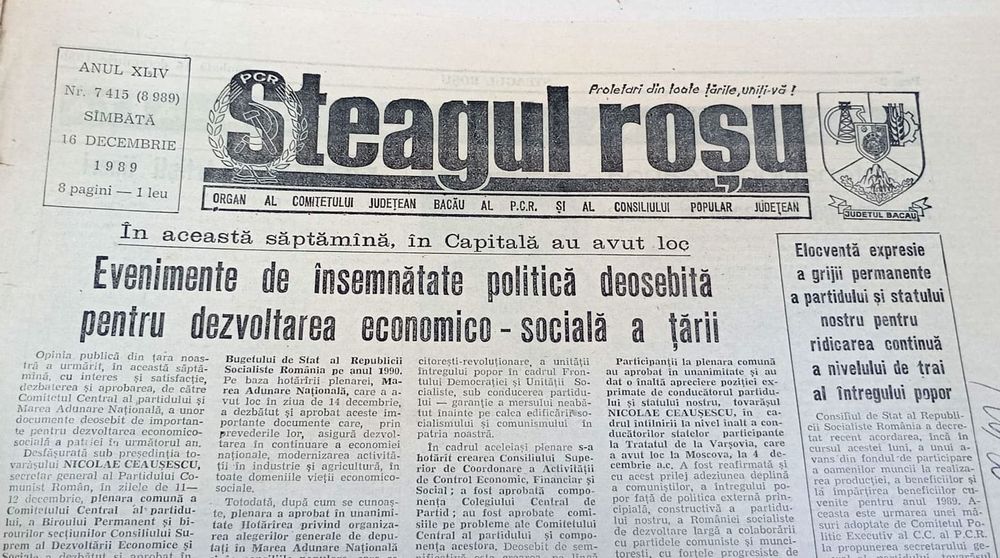 ANUL XLIV
Nr. 7415 (8 989)
SÎMBĂTĂ
16 DECEMBRIE
1989
8 pagini — 1 leu
PCR
Steagul roșu
Proletari din toate țările, uniți-vă!
ORGAN AL COMITETULUI JUDEȚEAN BACĂU AL P.C.R. ȘI AL CONSILIULUI POPULAR JUDEȚEAN
JUDEȚUL BACĂU
În această săptămînă, în Capitală au avut loc
Evenimente de însemnătate politică deosebită
pentru dezvoltarea economico - socială a țării
Opinia publică din țara noas-
tră a urmărit, în această săptă-
mînă, cu interes și satisfacție,
dezbaterea și aprobarea, de către
Comitetul Central al partidului și
Marea Adunare Națională, a unor
documente deosebit de importan-
te pentru dezvoltarea economico-
socială a patriei în următorul an.
Desfășurată sub președinția to-
varășului NICOLAE CEAUȘESCU,
secretar general al Partidului Co-
munist Român, în zilele de 11—
12 decembrie, plenara comună a
Comitetului Central al partidu-
lui, a Biroului Permanent și bi-
rourilor secțiunilor Consiliului Su-
prem al Dezvoltării Economice și
Bugetului de Stat al Republicii
Socialiste România pe anul 1990.
Pe baza hotărîrii plenarei, Ma-
rea Adunare Națională, care a a-
vut loc în ziua de 14 decembrie,
a dezbătut și aprobat aceste im-
portante documente care, prin
prevederile lor, asigură dezvol-
tarea în continuare a economiei
naționale, modernizarea activită-
ții în industrie și agricultură, în
toate domeniile vieții economico-
sociale.
Totodată, după cum se cunoaș-
te, plenara a aprobat în unanimi-
tate Hotărîrea privind organiza-
rea alegerilor generale de depu-
tați în Marea Adunare Națională
citorești-revoluționare, a unității
întregului popor în cadrul Fron-
tului Democrației și Unității So-
cialiste, sub conducerea partidu-
lui — garanție a mersului neabă-
tut înainte pe calea edificării so-
cialismului și comunismului în
patria noastră.
În cadrul aceleiași plenare s-a
hotărît crearea Consiliului Supe-
rior de Coordonare a Activității
de Control Economic, Financiar și
Social; a fost aprobată compo-
nența Colegiului Central de
Partid; au fost aprobate comi-
siile pe probleme ale Comitetului
Central al partidului și compo-
nența acestora. Deosebit de sem-
Participanții la plenara comună
au aprobat în unanimitate și au
dat o înaltă apreciere poziției ex-
primate de conducătorul partidu-
lui și statului nostru, tovarășul
NICOLAE CEAUȘESCU, în ca-
drul întîlnirii la nivel înalt a con-
ducătorilor statelor participante
la Tratatul de la Varșovia, care
a avut loc la Moscova, la 4 de-
cembrie a.c. A fost reafirmată și
cu acest prilej adeziunea deplină
a comuniștilor, a întregului po-
por față de politica externă prin-
cipială, constructivă a partidului
nostru, a României socialiste
de dezvoltare largă a colaborării
cu partidele comuniste și munci-
torești, cu forțele progresiste de
Elocventă expresie
a grijii permanente
a partidului și statului
nostru pentru
ridicarea continuă
a nivelului de trai
al întregului popor
Consiliul de Stat al Republi-
cii Socialiste România a decre-
tat recent acordarea, încă în
cursul acestei luni, a unui a-
vans din fondul de participare
a oamenilor muncii la realiza-
rea producției, a beneficiilor și
la împărțirea beneficiilor cuve-
nite pentru anul 1989. Aceasta
este urmarea unei mă-
suri adoptate de Comitetul Po-
litic Executiv al C.C. al P.C.R.
la propunerea secretarului ge-